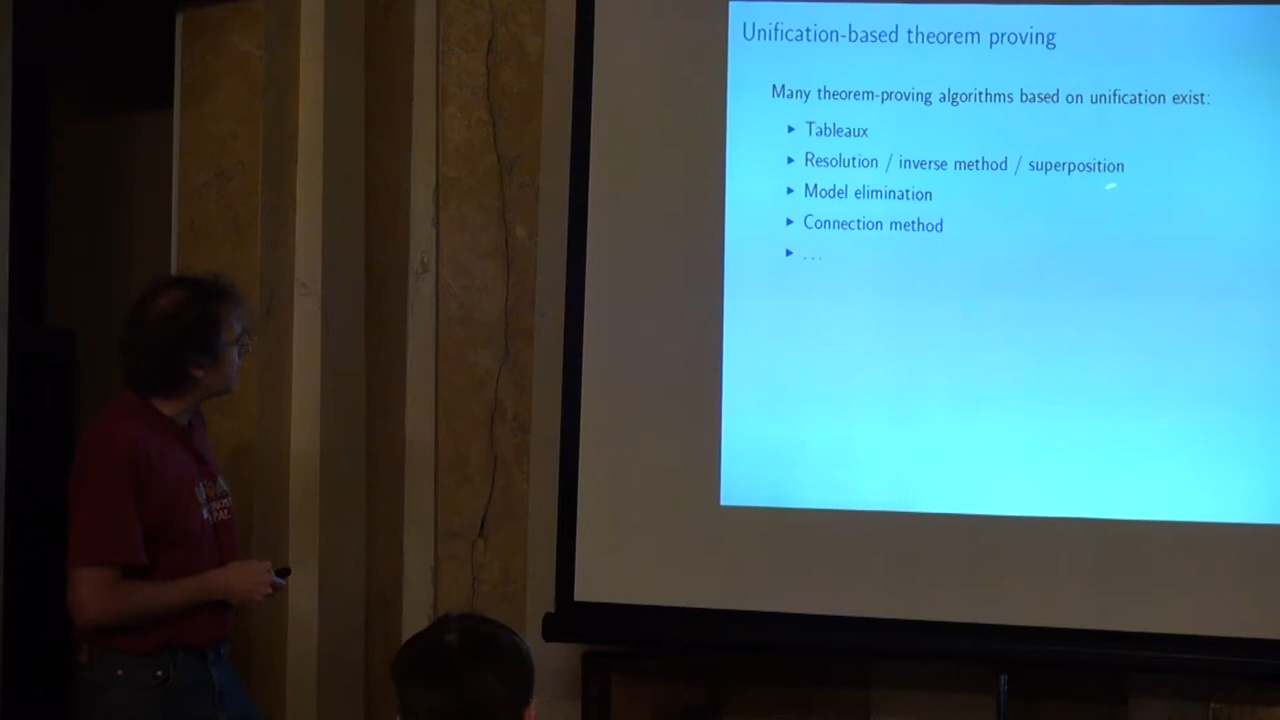 Unification-based theorem proving
Many theorem-proving algorithms based on unification exist:
▶ Tableaux
▶ Resolution / inverse method / superposition
▶ Model elimination
▶ Connection method
▶ ...